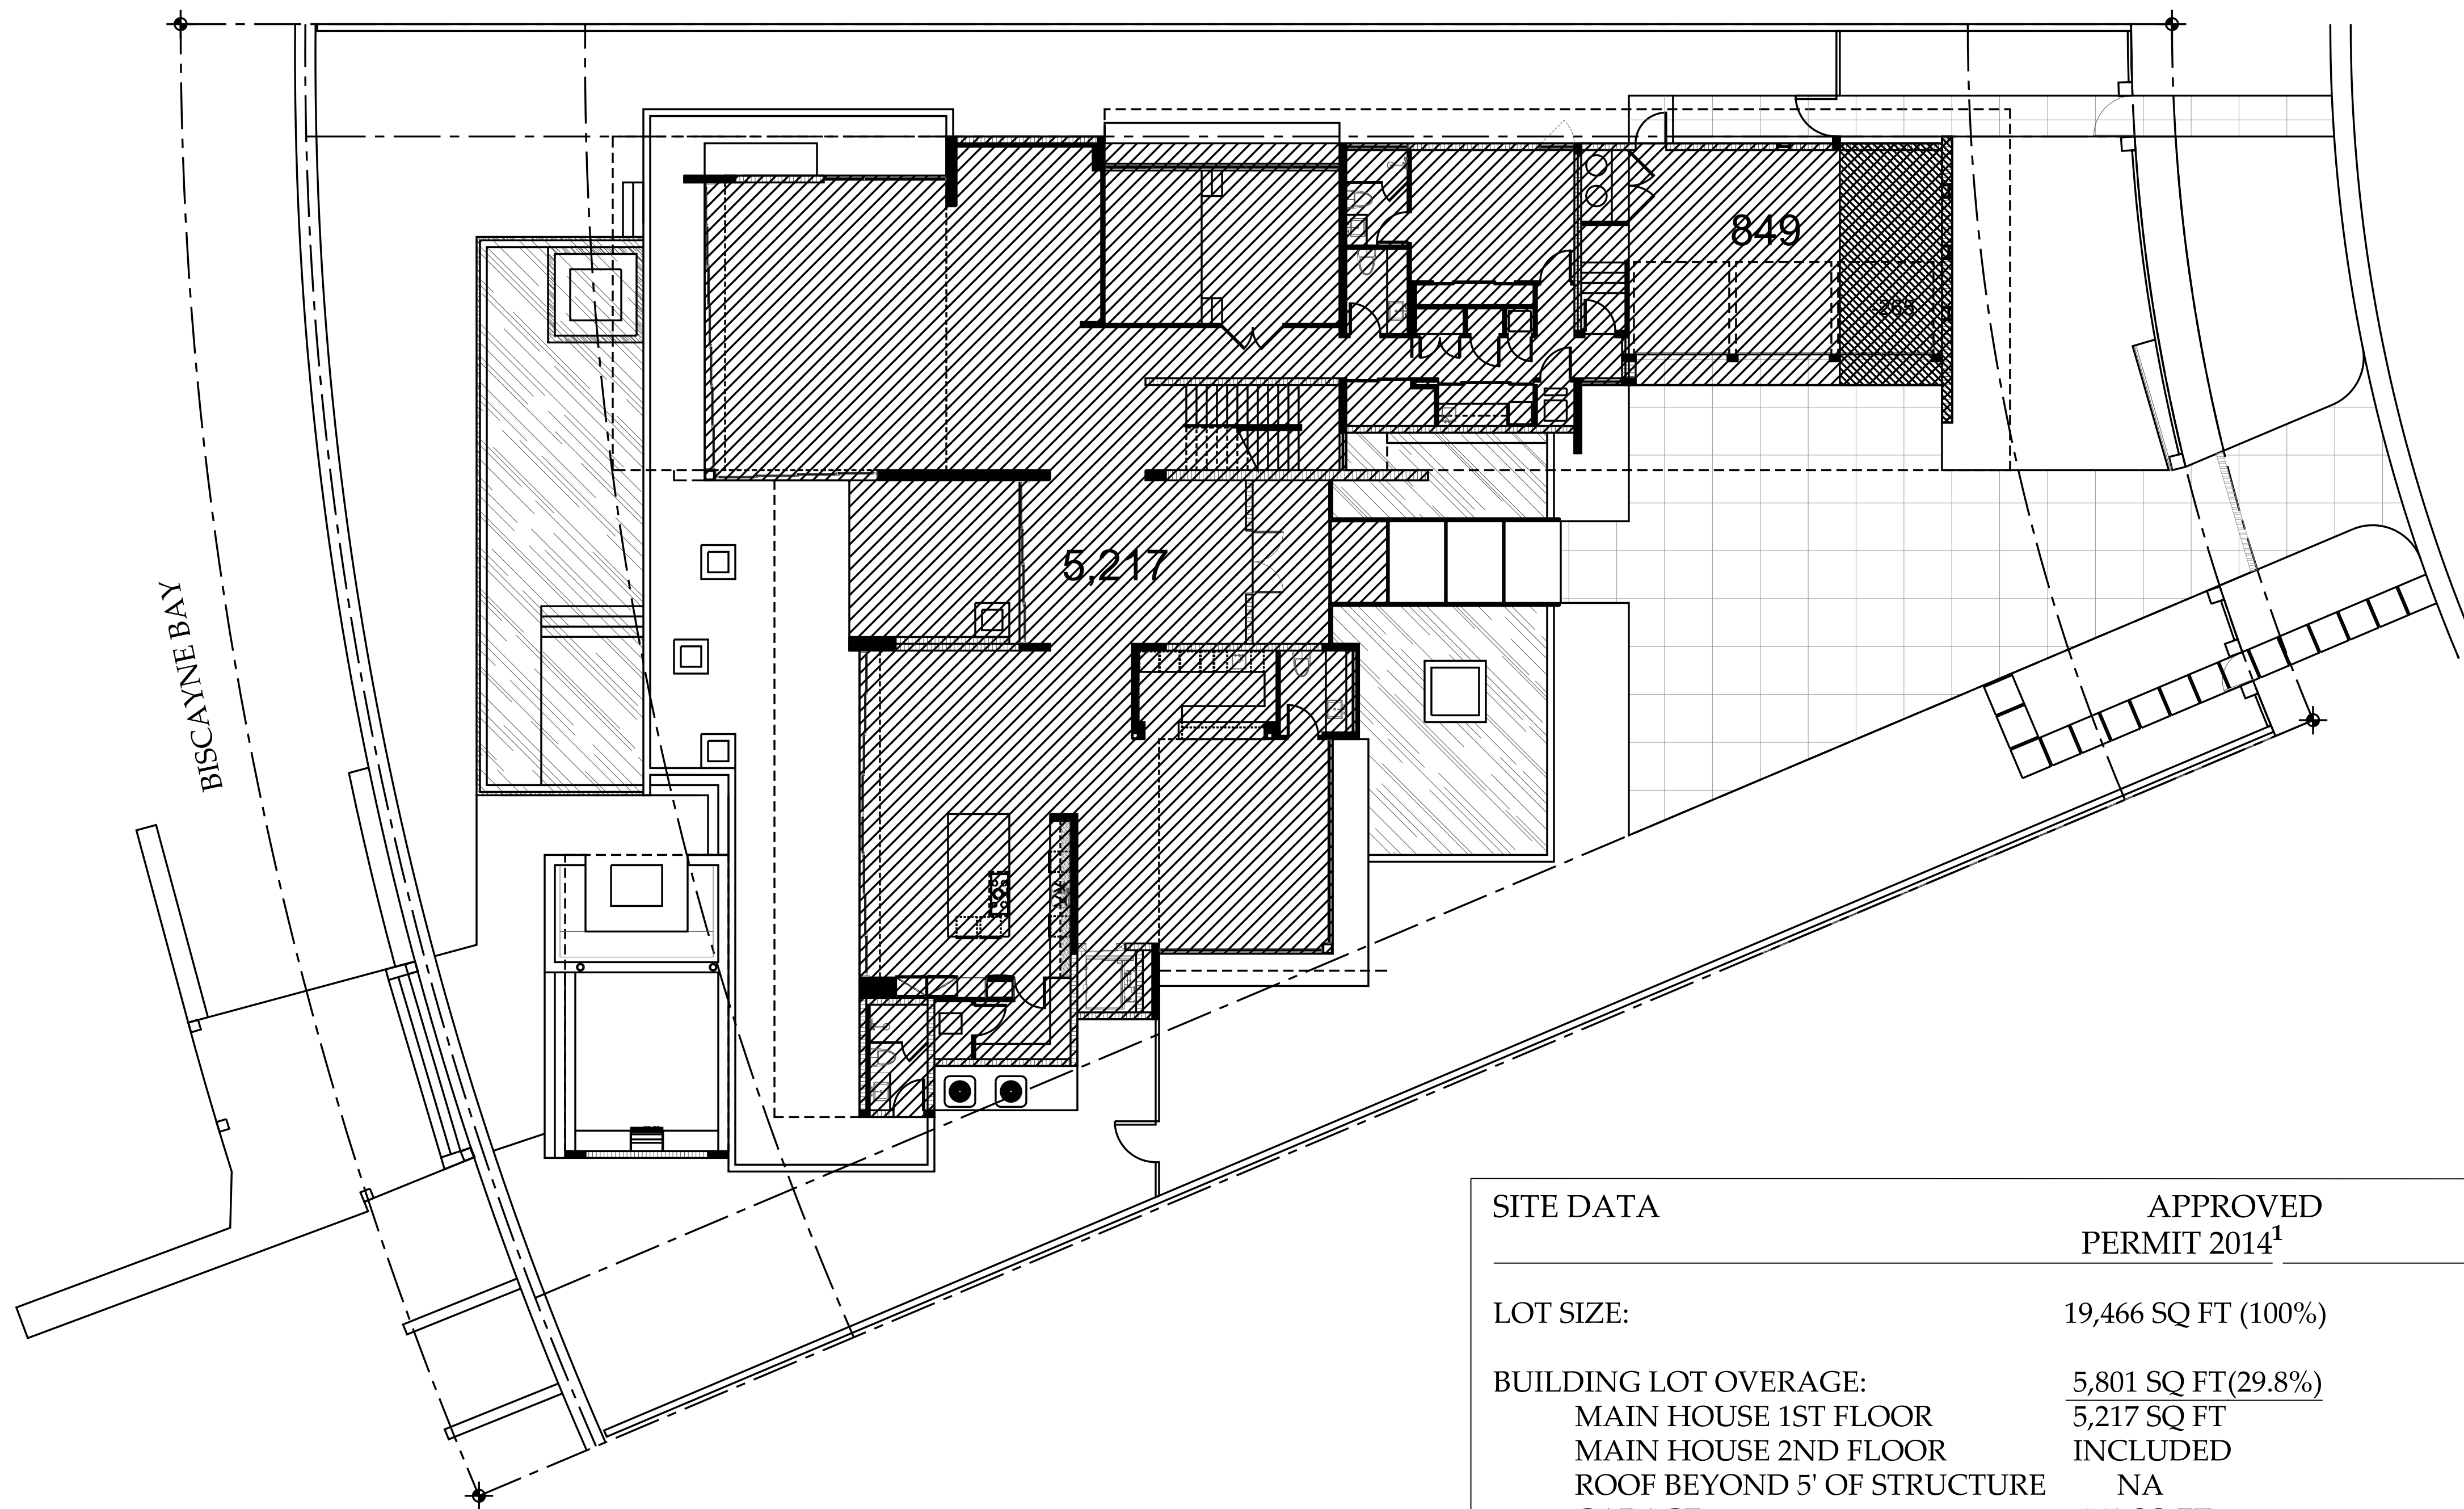 849
5,217
BISCAYNE BAY
SITE DATA APPROVED
PERMIT 2014¹
LOT SIZE: 19,466 SQ FT (100%)
BUILDING LOT OVERAGE: 5,801 SQ FT(29.8%)
MAIN HOUSE 1ST FLOOR 5,217 SQ FT
MAIN HOUSE 2ND FLOOR INCLUDED
ROOF BEYOND 5' OF STRUCTURE NA